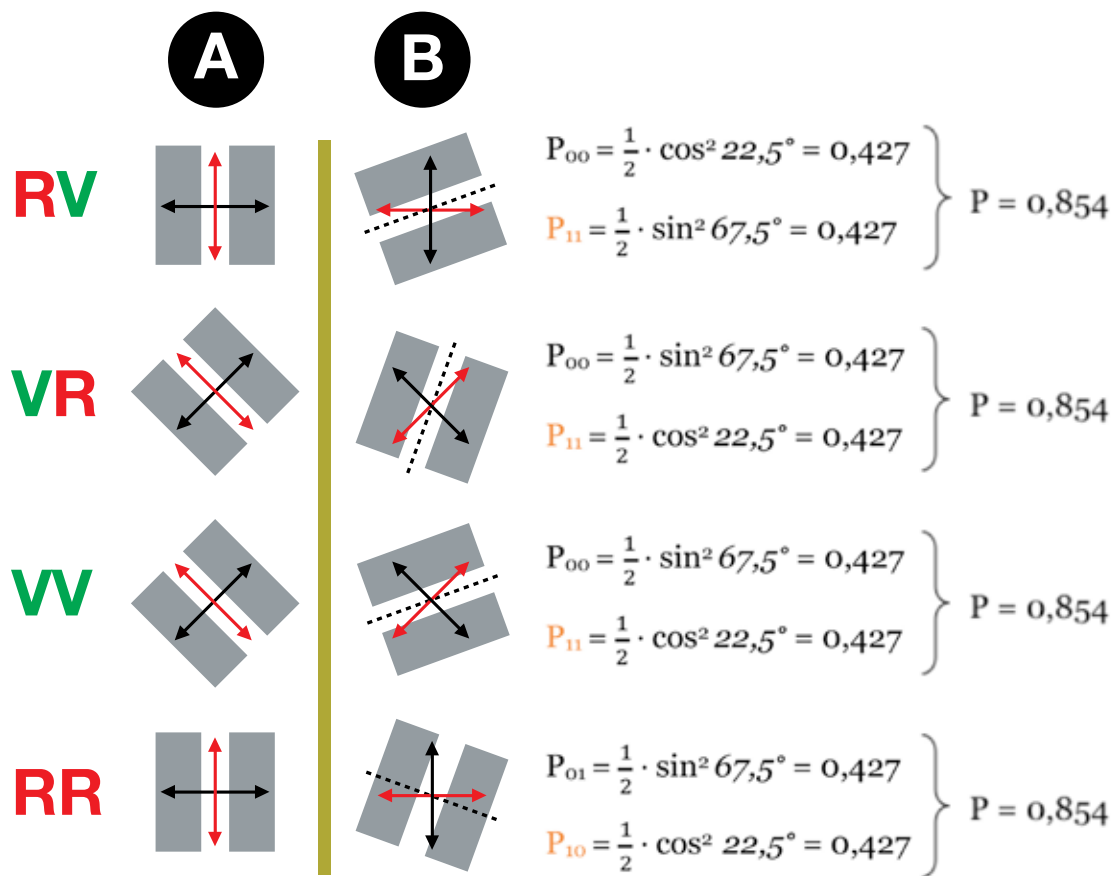 A B
RV
P₀₀ = 1/2 · cos² 22,5° = 0,427
P₁₁ = 1/2 · sin² 67,5° = 0,427
P = 0,854
VR
P₀₀ = 1/2 · sin² 67,5° = 0,427
P₁₁ = 1/2 · cos² 22,5° = 0,427
P = 0,854
VV
P₀₀ = 1/2 · sin² 67,5° = 0,427
P₁₁ = 1/2 · cos² 22,5° = 0,427
P = 0,854
RR
P₀₁ = 1/2 · sin² 67,5° = 0,427
P₁₀ = 1/2 · cos² 22,5° = 0,427
P = 0,854